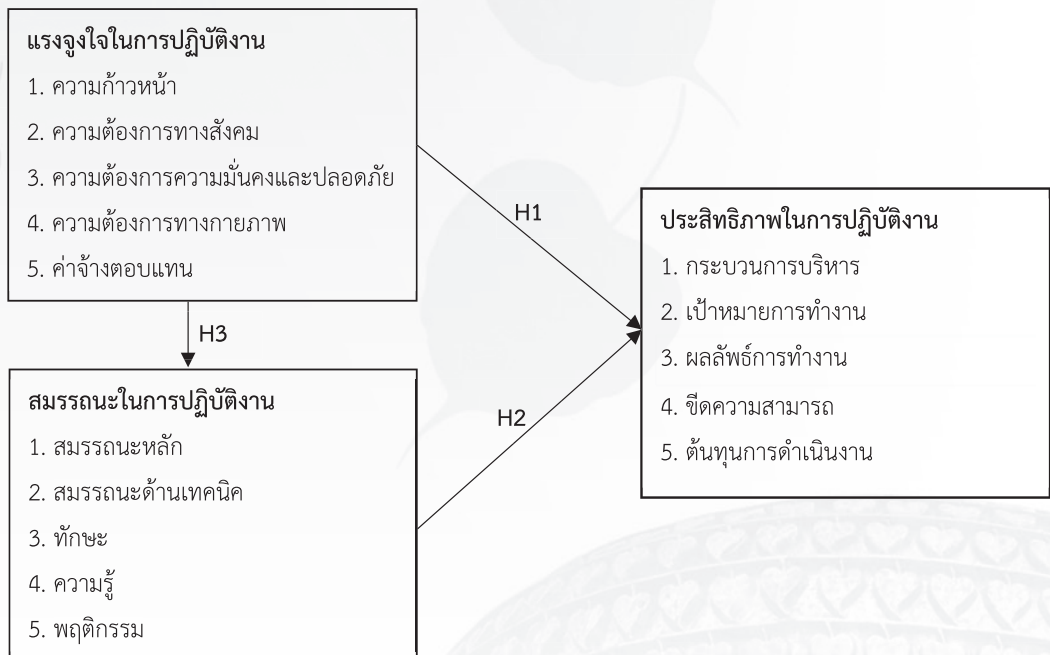 แรงจูงใจในการปฏิบัติงาน
1. ความก้าวหน้า
2. ความต้องการทางสังคม
3. ความต้องการความมั่นคงและปลอดภัย
4. ความต้องการทางกายภาพ
5. ค่าจ้างตอบแทน
H1
H3
สมรรถนะในการปฏิบัติงาน
1. สมรรถนะหลัก
2. สมรรถนะด้านเทคนิค
3. ทักษะ
4. ความรู้
5. พฤติกรรม
H2
ประสิทธิภาพในการปฏิบัติงาน
1. กระบวนการบริหาร
2. เป้าหมายการทำงาน
3. ผลลัพธ์การทำงาน
4. ขีดความสามารถ
5. ต้นทุนการดำเนินงาน